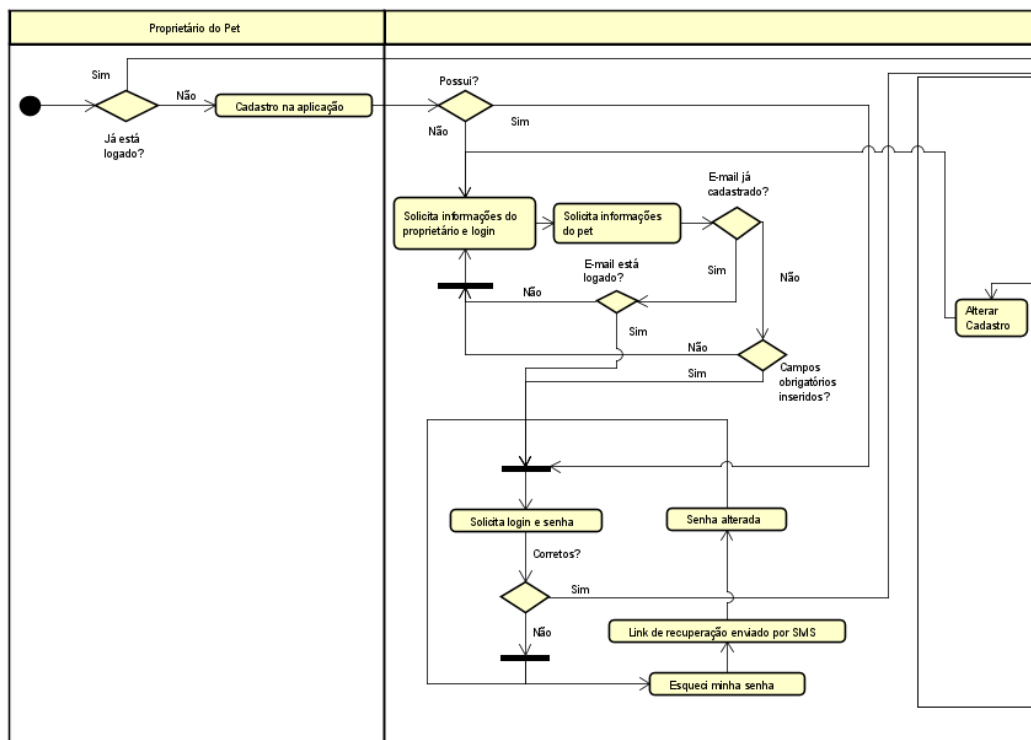 Proprietário do Pet
Sim
Não
Já está
logado?
Cadastro na aplicação
Possui?
Não
Sim
Solicita informações do
proprietário e login
Solicita informações
do pet
E-mail já
cadastrado?
Sim
Não
E-mail está
logado?
Não
Sim
Não
Sim
Campos
obrigatórios
inseridos?
Alterar
Cadastro
Solicita login e senha
Senha alterada
Corretos?
Sim
Não
Link de recuperação enviado por SMS
Esqueci minha senha